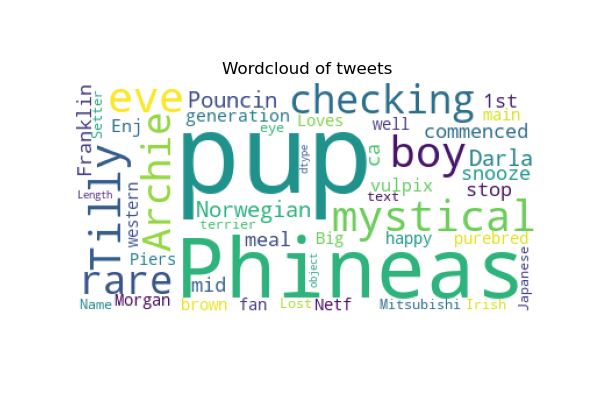 Wordcloud of tweets
Franklin
Setter
eve
Enj
Pouncin
generation
eye
Loves
checking
1st
main
well
commenced
Tilly
Archie
pup
dtype
boy
ca
Darla
snooze
vulpix
text
stop
Length
western
Norwegian
terrier
mystical
meal
Big
happy
purebred
Piers
rare
mid
Phineas
object
Japanese
Name
Morgan
brown
fan
Lost
Netf
Mitsubishi
Irish